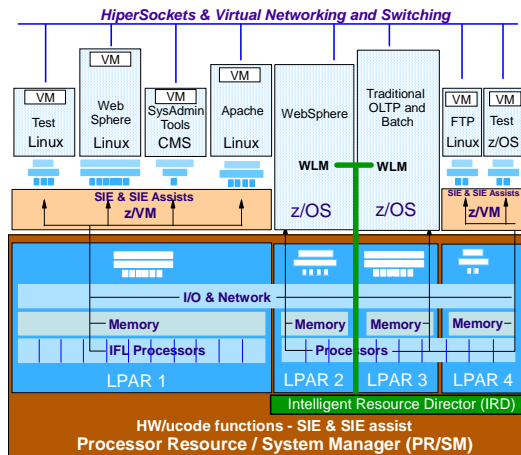 HiperSockets & Virtual Networking and Switching
VM
Test
Linux
VM
Web
Sphere
Linux
VM
SysAdmin
Tools
CMS
VM
Apache
Linux
WebSphere
WLM
z/OS
Traditional
OLTP and
Batch
WLM
z/OS
VM
FTP
Linux
VM
Test
z/OS
SIE & SIE Assists
z/VM
SIE & SIE Assists
z/VM
I/O & Network
Memory
Memory
Memory
Memory
IFL Processors
Processors
LPAR 1
LPAR 2
LPAR 3
LPAR 4
Intelligent Resource Director (IRD)
HW/ucode functions - SIE & SIE assist
Processor Resource / System Manager (PR/SM)